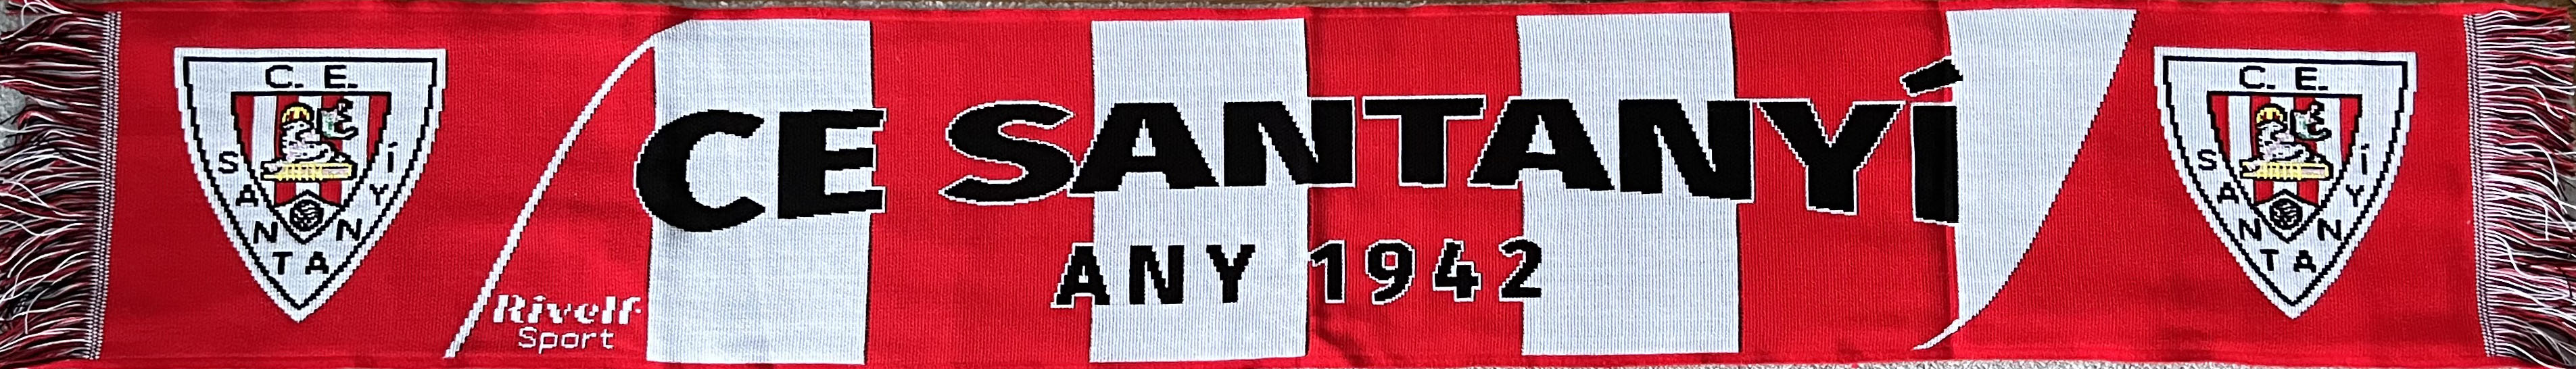 C. E.
SANTANYÍ
CE SANTANYÍ
ANY 1942
Rivelf
Sport
C. E.
SANTANYÍ